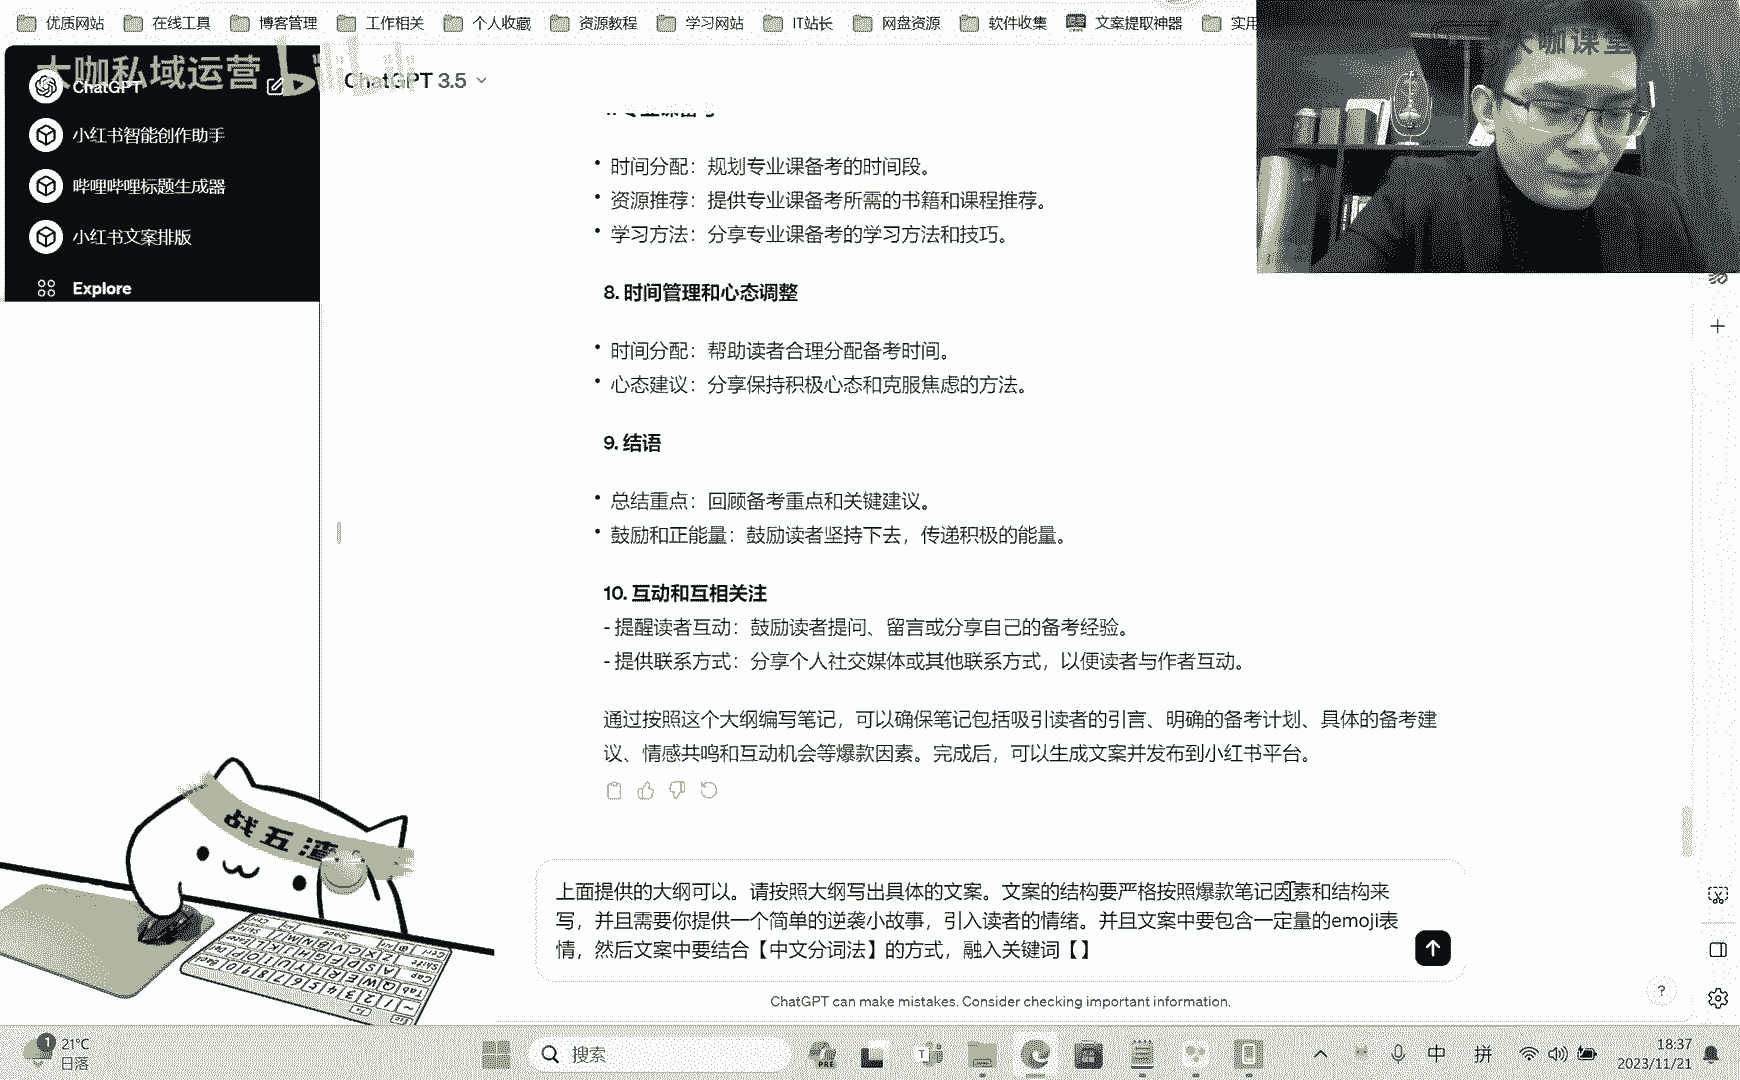 优质网站
在线工具
博客管理
工作相关
个人收藏
资源教程
学习网站
IT站长
网盘资源
软件收集
文案提取神器
实用
大咖课堂
大咖私域运营
ChatGPT
ChatGPT 3.5
小红书智能创作助手
哔哩哔哩标题生成器
小红书文案排版
Explore
• 时间分配：规划专业课备考的时间段。
• 资源推荐：提供专业课备考所需的书籍和课程推荐。
• 学习方法：分享专业课备考的学习方法和技巧。
8. 时间管理和心态调整
• 时间分配：帮助读者合理分配备考时间。
• 心态建议：分享保持积极心态和克服焦虑的方法。
9. 结语
• 总结重点：回顾备考重点和关键建议。
• 鼓励和正能量：鼓励读者坚持下去，传递积极的能量。
10. 互动和互相关注
- 提醒读者互动：鼓励读者提问、留言或分享自己的备考经验。
- 提供联系方式：分享个人社交媒体或其他联系方式，以便读者与作者互动。
通过按照这个大纲编写笔记，可以确保笔记包括吸引读者的引言、明确的备考计划、具体的备考建
议、情感共鸣和互动机会等爆款因素。完成后，可以生成文案并发布到小红书平台。
战五渣
上面提供的大纲可以。请按照大纲写出具体的文案。文案的结构要严格按照爆款笔记因素和结构来
写，并且需要你提供一个简单的逆袭小故事，引入读者的情绪。并且文案中要包含一定量的emoji表
情，然后文案中要结合【中文分词法】的方式，融入关键词【】
ChatGPT can make mistakes. Consider checking important information.
?
1
21°C
日落
搜索
PRE
中
拼
18:37
2023/11/21